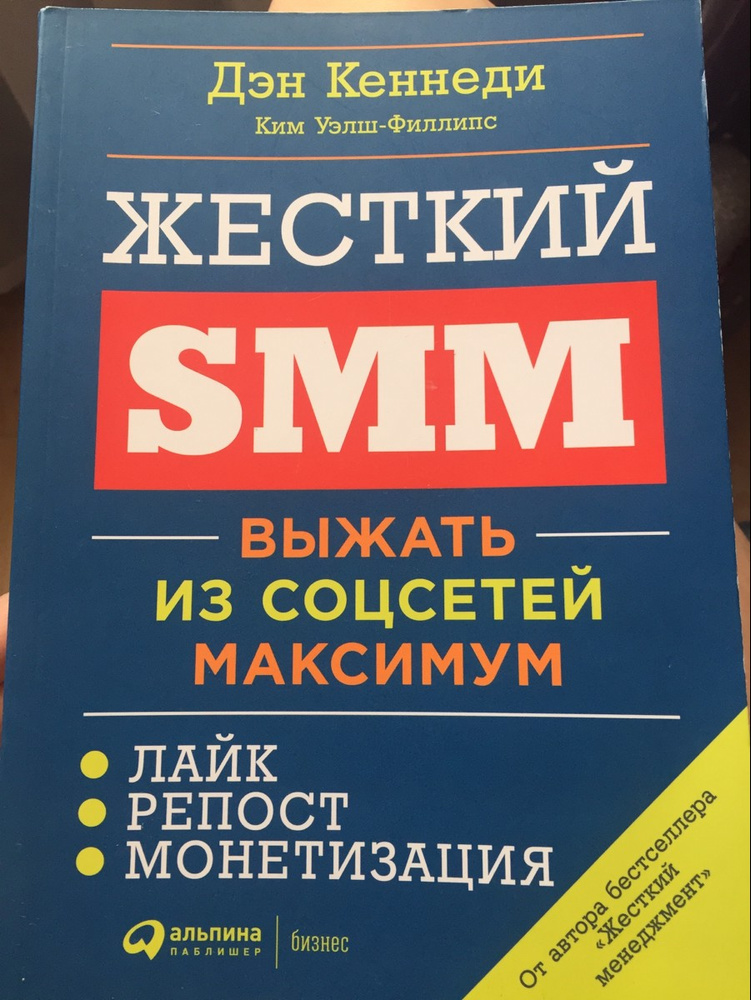 Дэн Кеннеди
Ким Уэлш-Филлипс
ЖЕСТКИЙ
SMM
ВЫЖАТЬ
ИЗ СОЦСЕТЕЙ
МАКСИМУМ
ЛАЙК
РЕПОСТ
МОНЕТИЗАЦИЯ
альпина
ПАБЛИШЕР
бизнес
От автора бестселлера
«Жесткий
менеджмент»